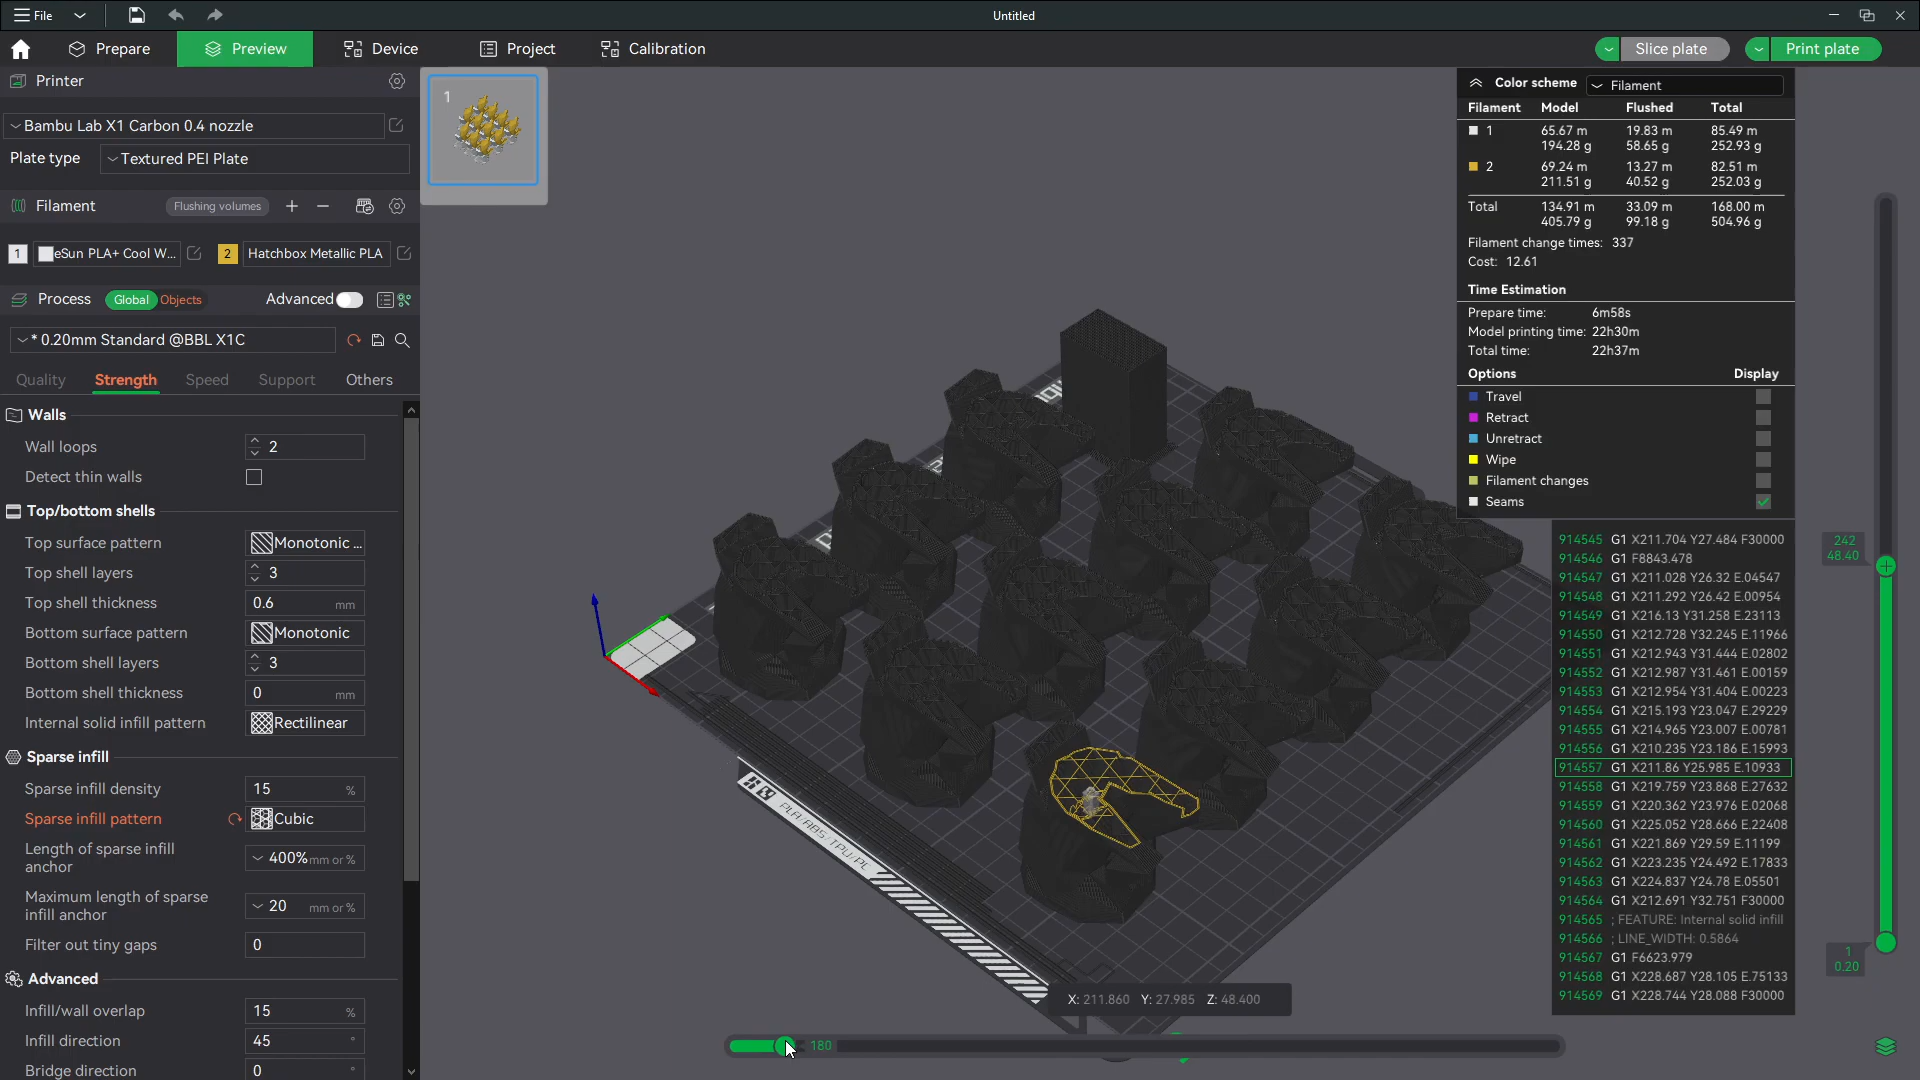 File
Untitled
Prepare
Preview
Device
Project
Calibration
Slice plate
Print plate
Printer
Bambu Lab X1 Carbon 0.4 nozzle
Plate type
Textured PEI Plate
Filament
Flushing volumes
1
eSun PLA+ Cool W...
2
Hatchbox Metallic PLA
Process
Global
Objects
Advanced
* 0.20mm Standard @BBL X1C
Quality
Strength
Speed
Support
Others
Walls
Wall loops
2
Detect thin walls
Top/bottom shells
Top surface pattern
Monotonic ...
Top shell layers
3
Top shell thickness
0.6 mm
Bottom surface pattern
Monotonic
Bottom shell layers
3
Bottom shell thickness
0 mm
Internal solid infill pattern
Rectilinear
Sparse infill
Sparse infill density
15 %
Sparse infill pattern
Cubic
Length of sparse infill
anchor
400% mm or %
Maximum length of sparse
infill anchor
20 mm or %
Filter out tiny gaps
0
Advanced
Infill/wall overlap
15 %
Infill direction
45 °
Bridge direction
0 °
1
PLA/ABS/TPU/PE
X: 211.860 Y: 27.985 Z: 48.400
180
Color scheme
Filament
Filament Model Flushed Total
1 65.67 m 19.83 m 85.49 m
194.28 g 58.65 g 252.93 g
2 69.24 m 13.27 m 82.51 m
211.51 g 40.52 g 252.03 g
Total 134.91 m 33.09 m 168.00 m
405.79 g 99.18 g 504.96 g
Filament change times: 337
Cost: 12.61
Time Estimation
Prepare time: 6m58s
Model printing time: 22h30m
Total time: 22h37m
Options Display
Travel
Retract
Unretract
Wipe
Filament changes
Seams
914545 G1 X211.704 Y27.484 F30000
914546 G1 F8843.478
914547 G1 X211.028 Y26.32 E.04547
914548 G1 X211.292 Y26.42 E.00954
914549 G1 X216.13 Y31.258 E.23113
914550 G1 X212.728 Y32.245 E.11966
914551 G1 X212.943 Y31.444 E.02802
914552 G1 X212.987 Y31.461 E.00159
914553 G1 X212.954 Y31.404 E.00223
914554 G1 X215.193 Y23.047 E.29229
914555 G1 X214.965 Y23.007 E.00781
914556 G1 X210.235 Y23.186 E.15993
914557 G1 X211.86 Y25.985 E.10933
914558 G1 X219.759 Y23.868 E.27632
914559 G1 X220.362 Y23.976 E.02068
914560 G1 X225.052 Y28.666 E.22408
914561 G1 X221.869 Y29.59 E.11199
914562 G1 X223.235 Y24.492 E.17833
914563 G1 X224.837 Y24.78 E.05501
914564 G1 X212.691 Y32.751 F30000
914565 ; FEATURE: Internal solid infill
914566 ; LINE_WIDTH: 0.5864
914567 G1 F6623.979
914568 G1 X228.687 Y28.105 E.75133
914569 G1 X228.744 Y28.088 F30000
242
48.40
1
0.20